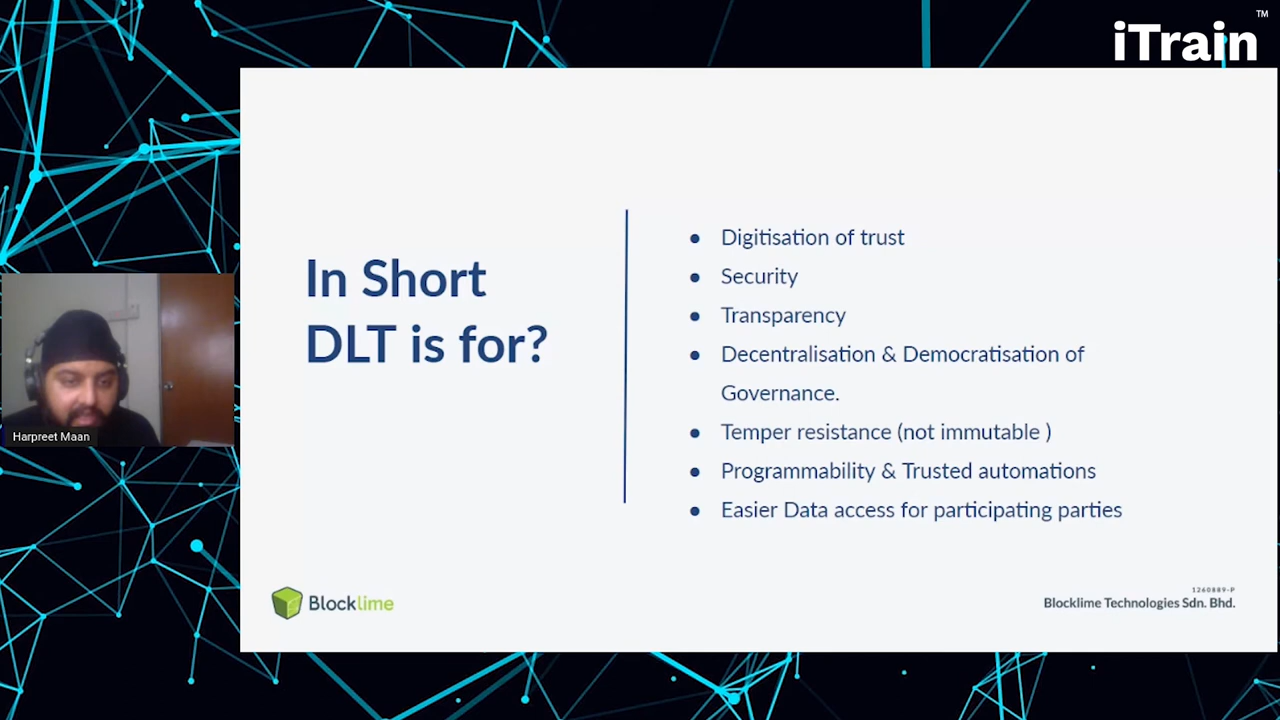 iTrain™
In Short
DLT is for?
● Digitisation of trust
● Security
● Transparency
● Decentralisation & Democratisation of
Governance.
● Temper resistance (not immutable )
● Programmability & Trusted automations
● Easier Data access for participating parties
Harpreet Maan
Blocklime
1260889-P
Blocklime Technologies Sdn. Bhd.